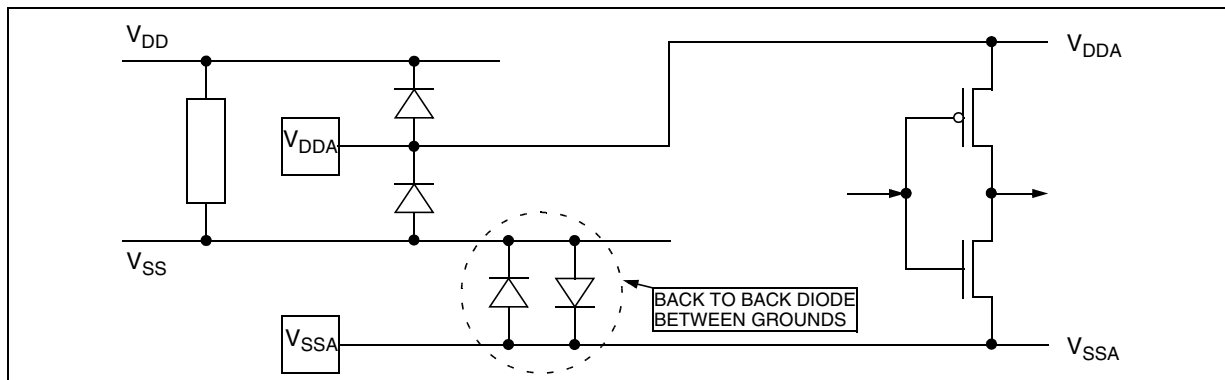 VDD
VDDA
VDDA
VSS
BACK TO BACK DIODE
BETWEEN GROUNDS
VSSA
VSSA